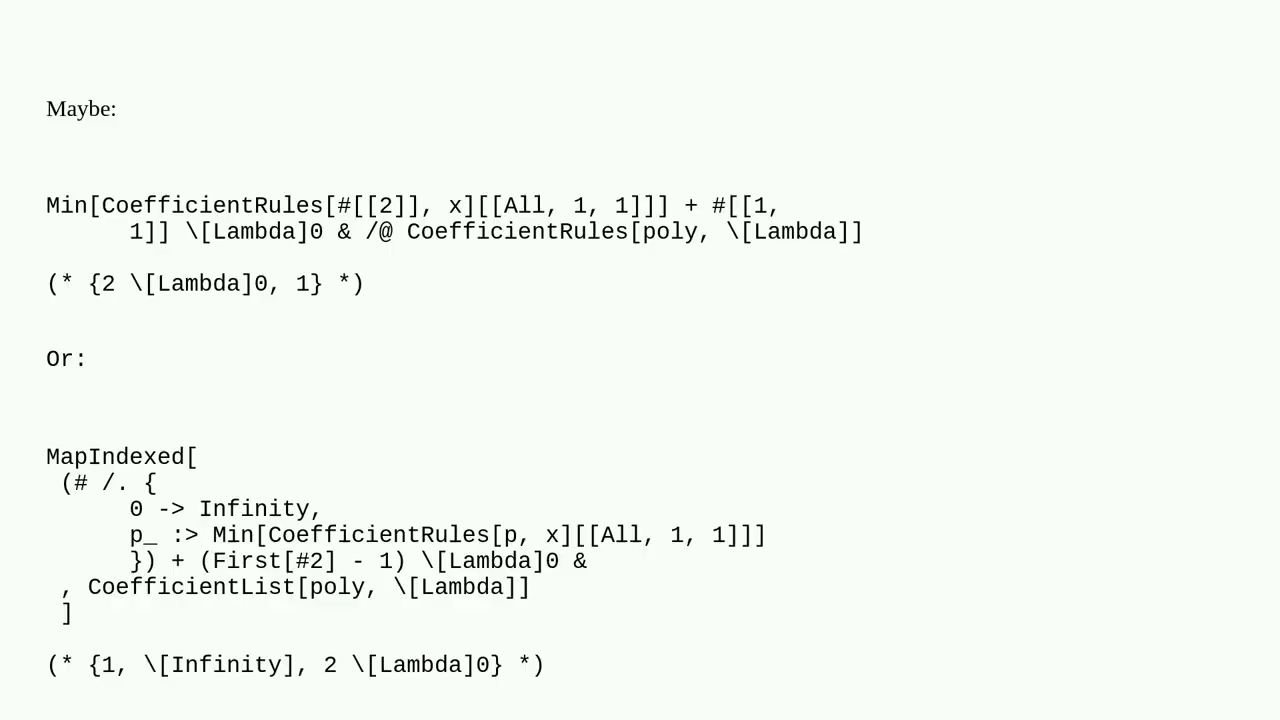 Maybe:
Min[CoefficientRules[#[[2]], x][[All, 1, 1]]] + #[[1,
1]] \[Lambda]0 & /@ CoefficientRules[poly, \[Lambda]]
(* {2 \[Lambda]0, 1} *)
Or:
MapIndexed[
(# /. {
0 -> Infinity,
p_ :> Min[CoefficientRules[p, x][[All, 1, 1]]]
}) + (First[#2] - 1) \[Lambda]0 &
, CoefficientList[poly, \[Lambda]]
]
(* {1, \[Infinity], 2 \[Lambda]0} *)